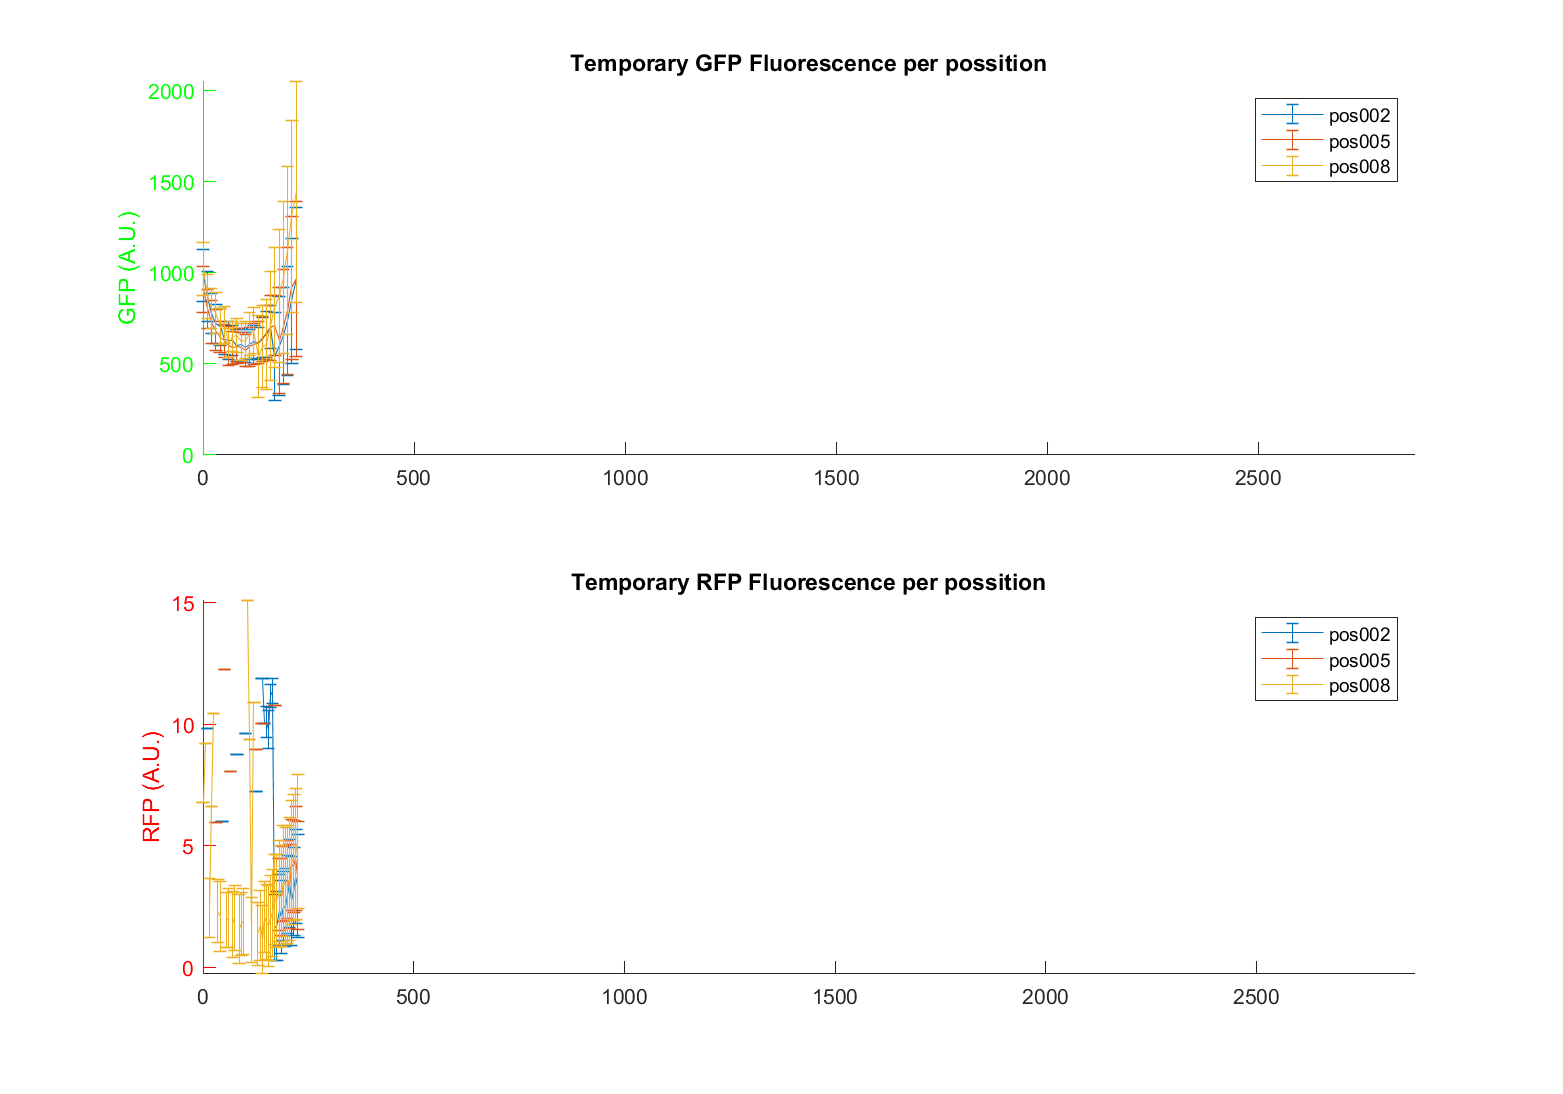 Temporary GFP Fluorescence per possition
2000
1500
1000
500
0
GFP (A.U.)
pos002
pos005
pos008
0 500 1000 1500 2000 2500
Temporary RFP Fluorescence per possition
15
10
5
0
RFP (A.U.)
pos002
pos005
pos008
0 500 1000 1500 2000 2500